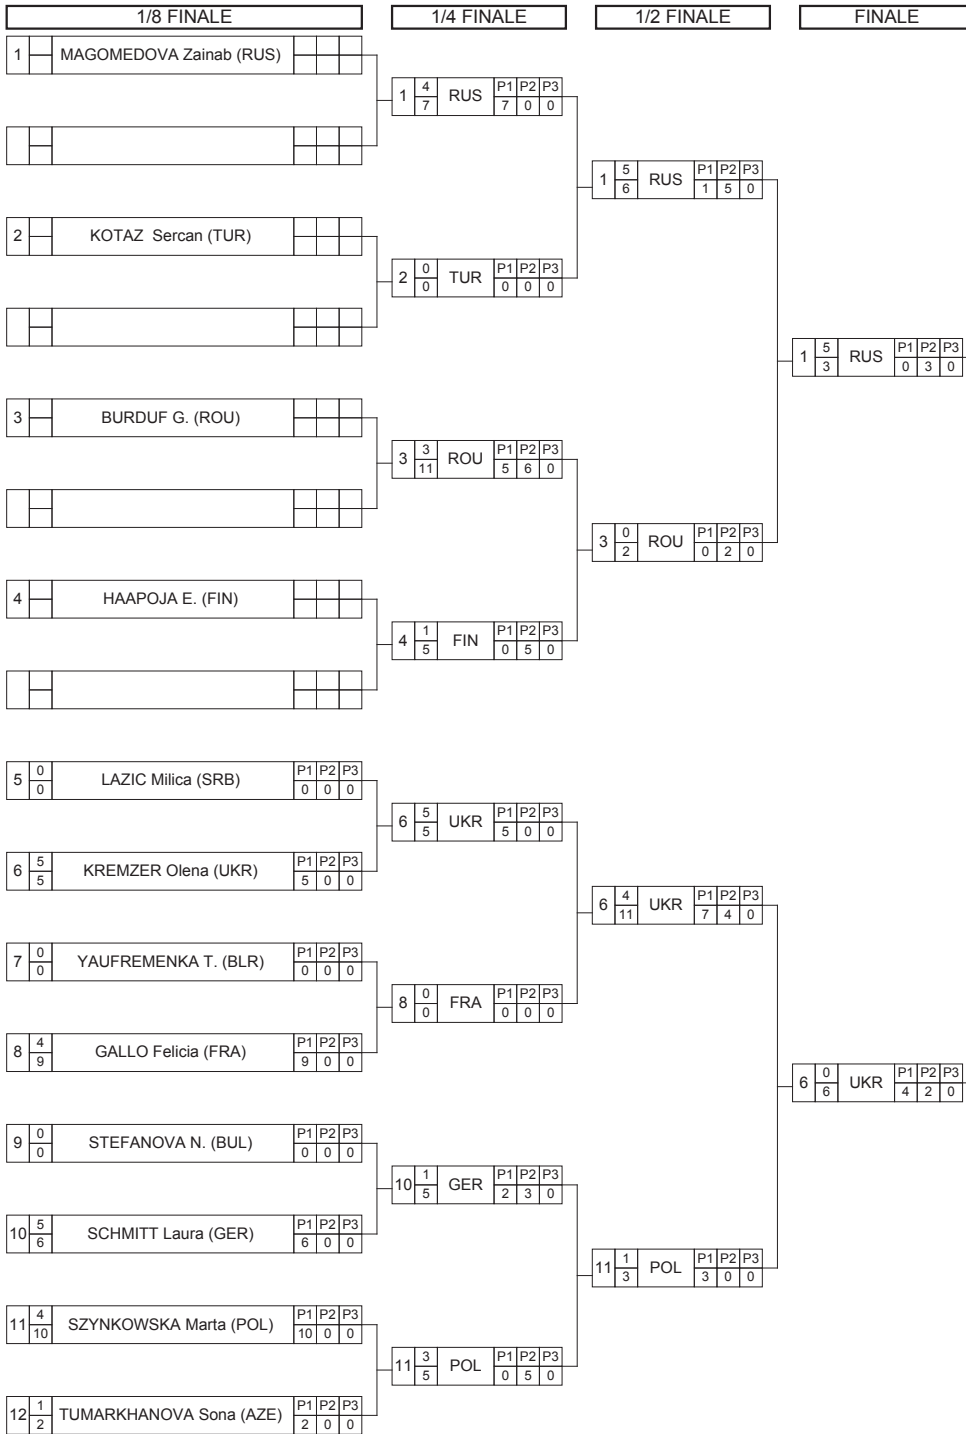 1/8 FINALE 1/4 FINALE 1/2 FINALE FINALE
1 MAGOMEDOVA Zainab (RUS)
1 4 7 RUS P1 P2 P3 7 0 0
1 5 6 RUS P1 P2 P3 1 5 0
2 KOTAZ Sercan (TUR)
2 0 0 TUR P1 P2 P3 0 0 0
1 5 3 RUS P1 P2 P3 0 3 0
3 BURDUF G. (ROU)
3 3 11 ROU P1 P2 P3 5 6 0
3 0 2 ROU P1 P2 P3 0 2 0
4 HAAPOJA E. (FIN)
4 1 5 FIN P1 P2 P3 0 5 0
5 0 0 LAZIC Milica (SRB) P1 P2 P3 0 0 0
6 5 5 UKR P1 P2 P3 5 0 0
6 5 5 KREMZER Olena (UKR) P1 P2 P3 5 0 0
6 4 11 UKR P1 P2 P3 7 4 0
7 0 0 YAUFREMENKA T. (BLR) P1 P2 P3 0 0 0
8 0 0 FRA P1 P2 P3 0 0 0
8 4 9 GALLO Felicia (FRA) P1 P2 P3 9 0 0
6 0 6 UKR P1 P2 P3 4 2 0
9 0 0 STEFANOVA N. (BUL) P1 P2 P3 0 0 0
10 1 5 GER P1 P2 P3 2 3 0
10 5 6 SCHMITT Laura (GER) P1 P2 P3 6 0 0
11 1 3 POL P1 P2 P3 3 0 0
11 4 10 SZYNKOWSKA Marta (POL) P1 P2 P3 10 0 0
11 3 5 POL P1 P2 P3 0 5 0
12 1 2 TUMARKHANOVA Sona (AZE) P1 P2 P3 2 0 0